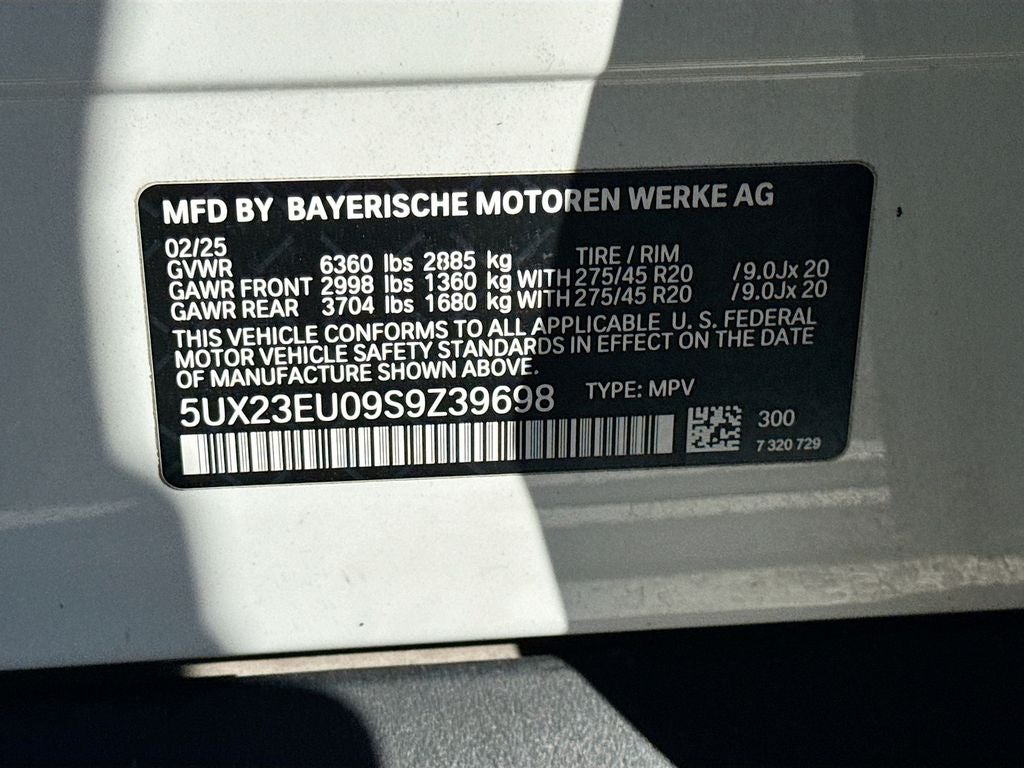 MFD BY BAYERISCHE MOTOREN WERKE AG
02/25 TIRE / RIM
GVWR 6360 lbs 2885 kg
GAWR FRONT 2998 lbs 1360 kg WITH 275/45 R20 /9.0Jx 20
GAWR REAR 3704 lbs 1680 kg WITH 275/45 R20 /9.0Jx 20
THIS VEHICLE CONFORMS TO ALL APPLICABLE U. S. FEDERAL
MOTOR VEHICLE SAFETY STANDARDS IN EFFECT ON THE DATE
OF MANUFACTURE SHOWN ABOVE.
5UX23EU09S9Z39698 TYPE: MPV
300
7 320 729